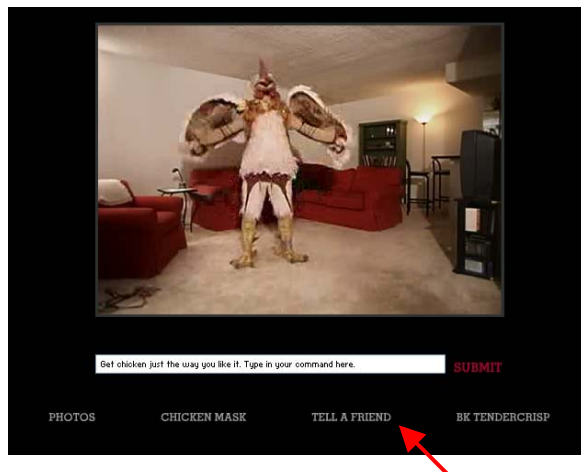 Get chicken just the way you like it. Type in your command here.
SUBMIT
PHOTOS CHICKEN MASK TELL A FRIEND BK TENDERCRISP